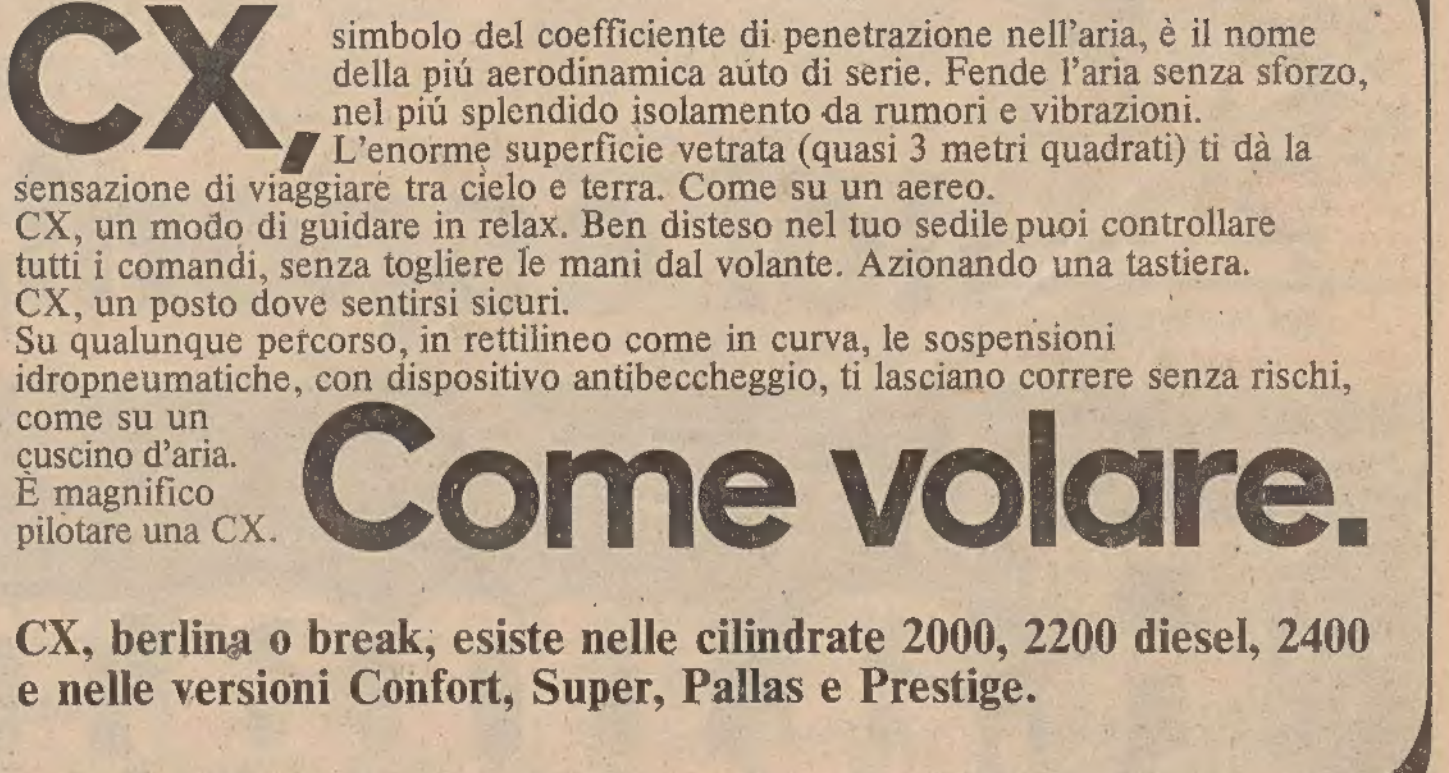 CX, simbolo del coefficiente di penetrazione nell'aria, è il nome
della piú aerodinamica auto di serie. Fende l'aria senza sforzo,
nel piú splendido isolamento da rumori e vibrazioni.
L'enorme superficie vetrata (quasi 3 metri quadrati) ti dà la
sensazione di viaggiare tra cielo e terra. Come su un aereo.
CX, un modo di guidare in relax. Ben disteso nel tuo sedile puoi controllare
tutti i comandi, senza togliere le mani dal volante. Azionando una tastiera.
CX, un posto dove sentirsi sicuri.
Su qualunque percorso, in rettilineo come in curva, le sospensioni
idropneumatiche, con dispositivo antibeccheggio, ti lasciano correre senza rischi,
come su un
cuscino d'aria.
È magnifico
pilotare una CX.
Come volare.
CX, berlina o break, esiste nelle cilindrate 2000, 2200 diesel, 2400
e nelle versioni Confort, Super, Pallas e Prestige.